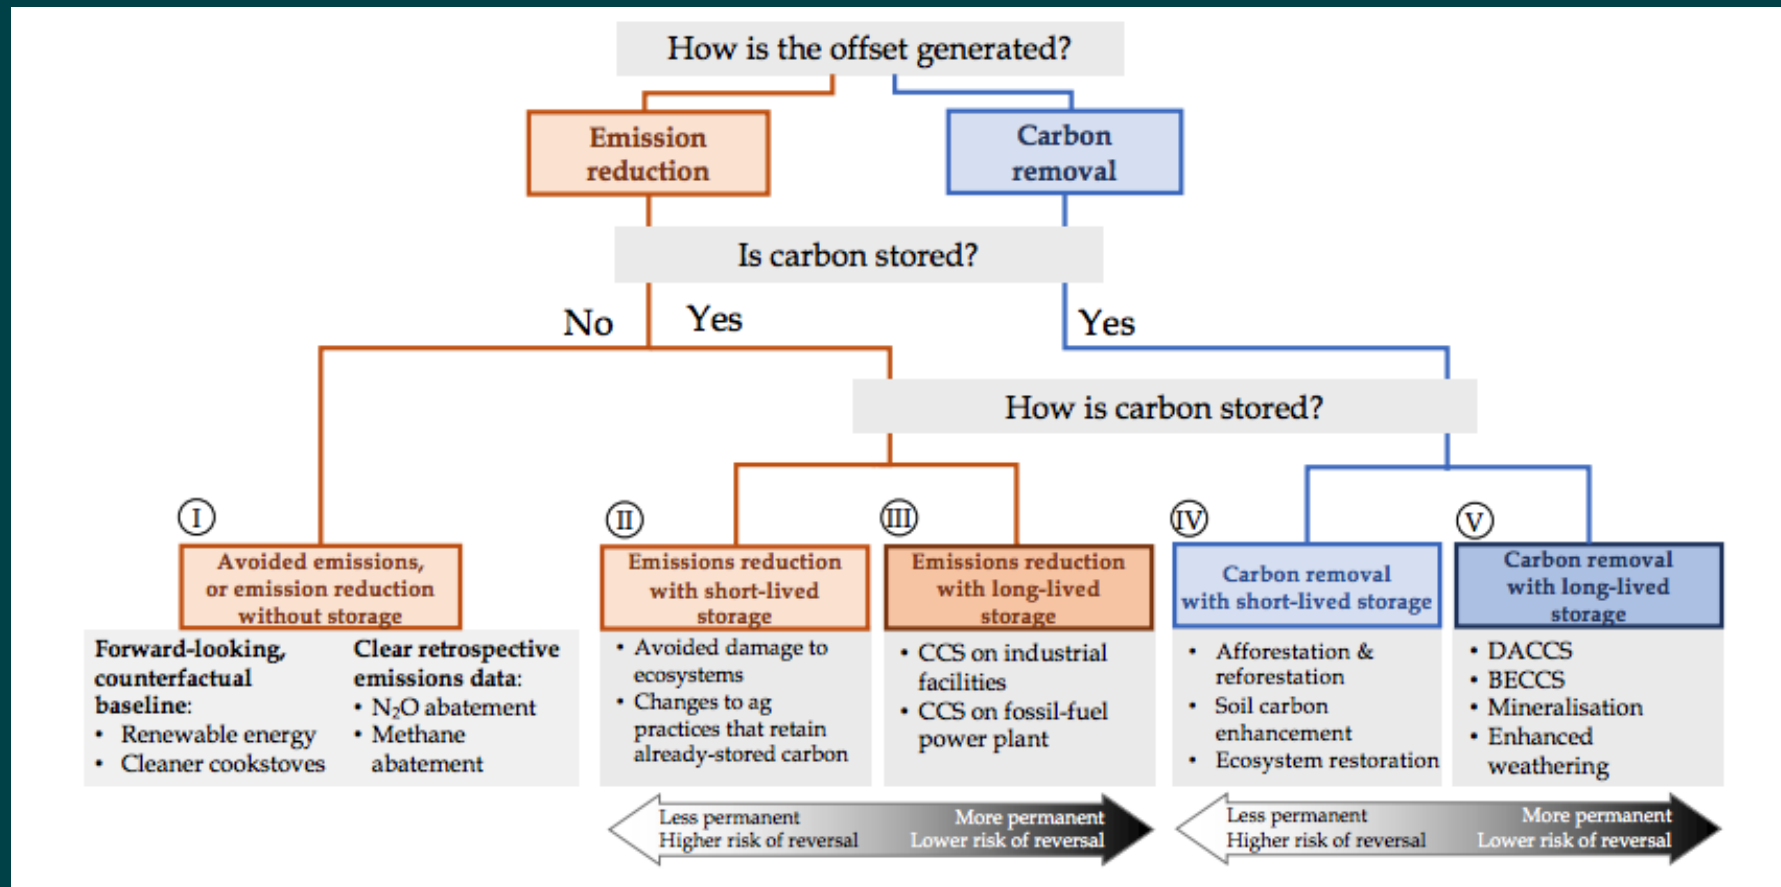 How is the offset generated?
Emission
reduction
Carbon
removal
Is carbon stored?
No
Yes
Yes
How is carbon stored?
I
Avoided emissions,
or emission reduction
without storage
Forward-looking,
counterfactual
baseline:
• Renewable energy
• Cleaner cookstoves
Clear retrospective
emissions data:
• N₂O abatement
• Methane
abatement
II
Emissions reduction
with short-lived
storage
• Avoided damage to
ecosystems
• Changes to ag
practices that retain
already-stored carbon
III
Emissions reduction
with long-lived
storage
• CCS on industrial
facilities
• CCS on fossil-fuel
power plant
IV
Carbon removal
with short-lived storage
• Afforestation &
reforestation
• Soil carbon
enhancement
• Ecosystem restoration
V
Carbon removal
with long-lived
storage
• DACCS
• BECCS
• Mineralisation
• Enhanced
weathering
Less permanent
Higher risk of reversal
More permanent
Lower risk of reversal
Less permanent
Higher risk of reversal
More permanent
Lower risk of reversal